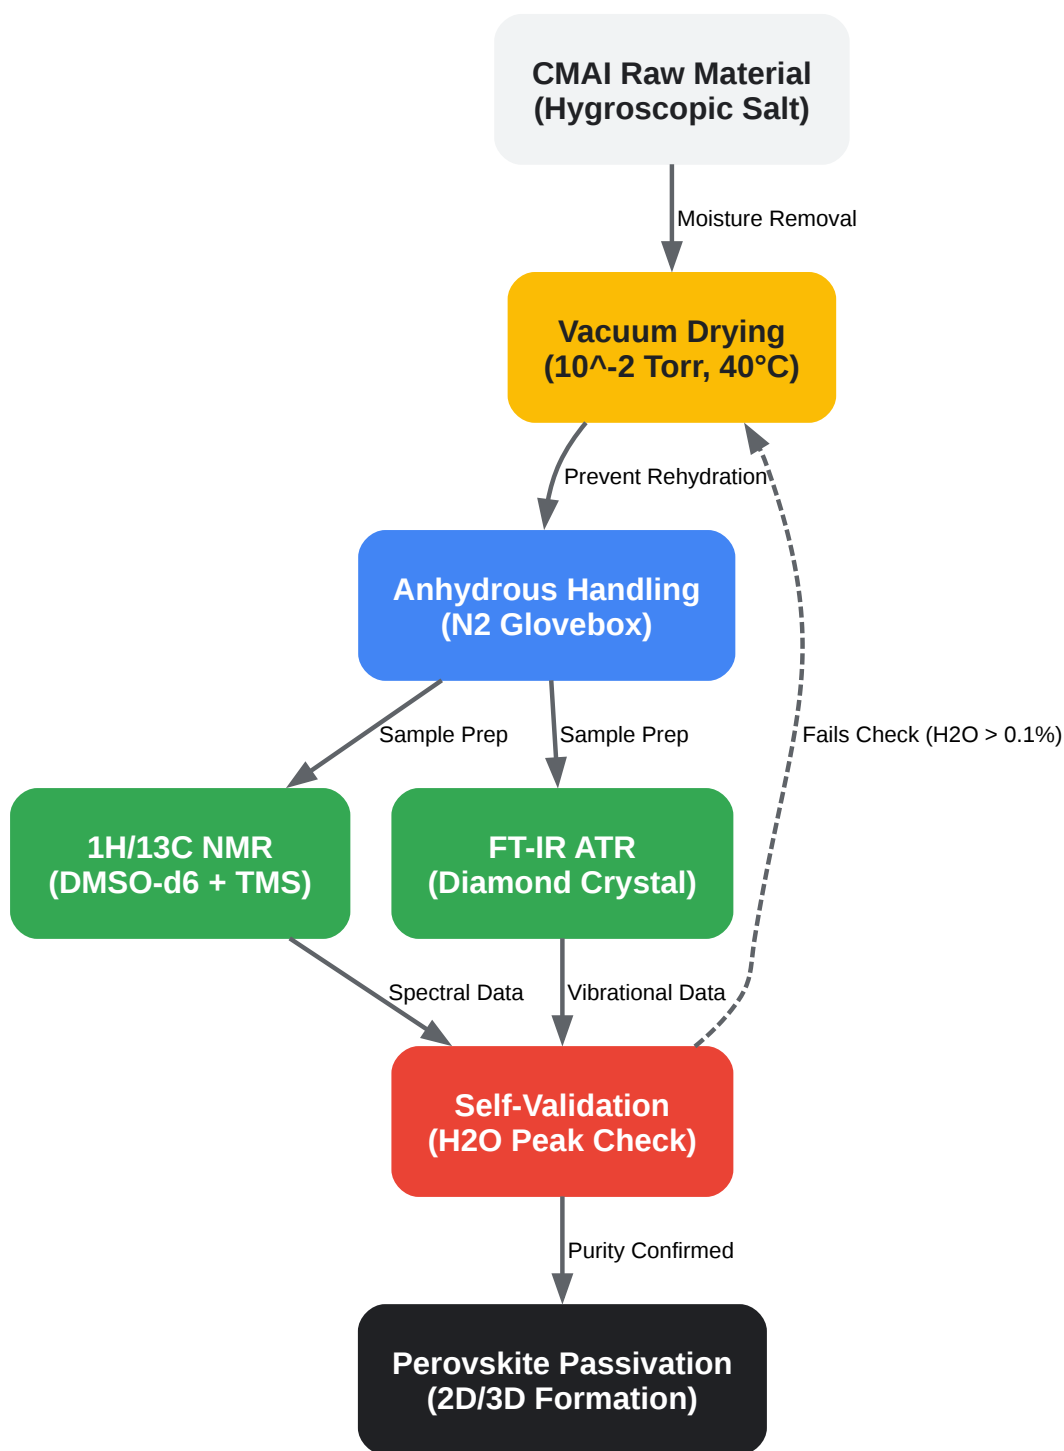 CMAI Raw Material
(Hygroscopic Salt)
Moisture Removal
Vacuum Drying
(10^-2 Torr, 40°C)
Prevent Rehydration
Anhydrous Handling
(N2 Glovebox)
Sample Prep
Sample Prep
Fails Check (H2O > 0.1%)
1H/13C NMR
(DMSO-d6 + TMS)
FT-IR ATR
(Diamond Crystal)
Spectral Data
Vibrational Data
Self-Validation
(H2O Peak Check)
Purity Confirmed
Perovskite Passivation
(2D/3D Formation)